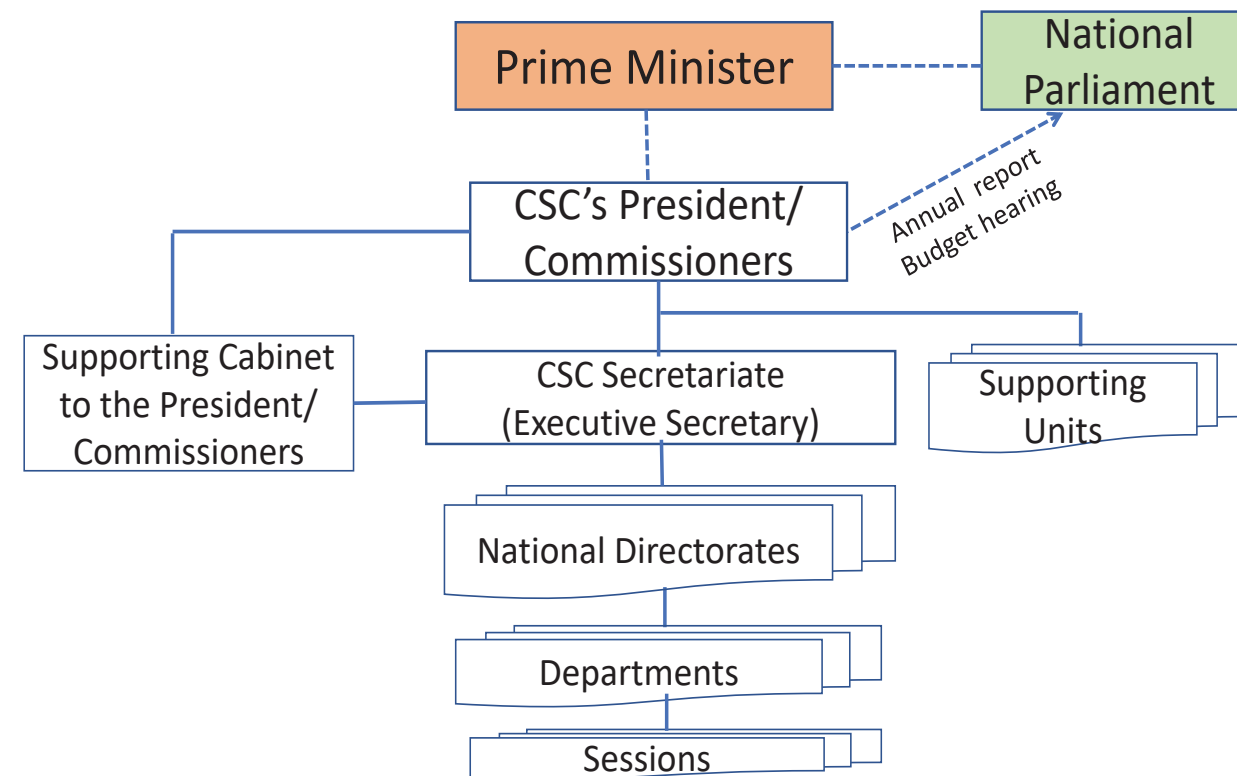 Prime Minister
National
Parliament
CSC’s President/
Commissioners
Annual report
Budget hearing
Supporting Cabinet
to the President/
Commissioners
CSC Secretariate
(Executive Secretary)
Supporting
Units
National Directorates
Departments
Sessions